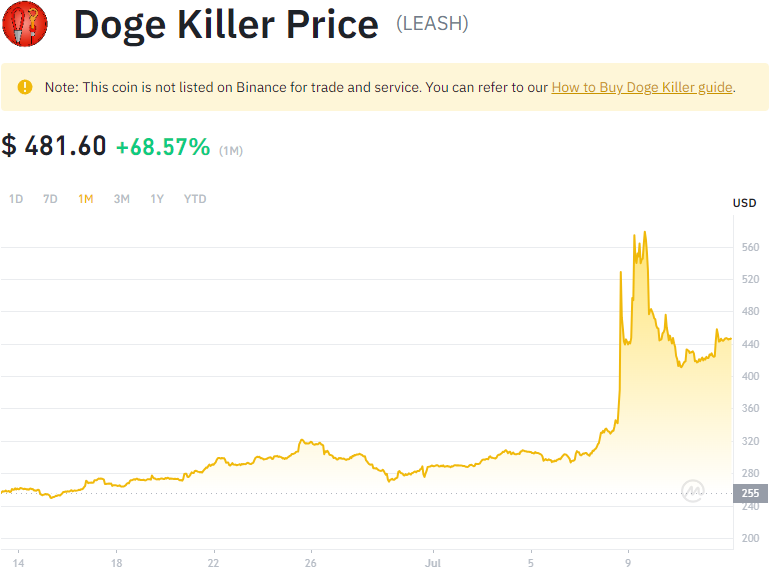 Doge Killer Price (LEASH)
Note: This coin is not listed on Binance for trade and service. You can refer to our How to Buy Doge Killer guide.
$ 481.60 +68.57% (1M)
1D 7D 1M 3M 1Y YTD
USD
560
520
480
440
400
360
320
280
255
240
200
14 18 22 26 Jul 5 9